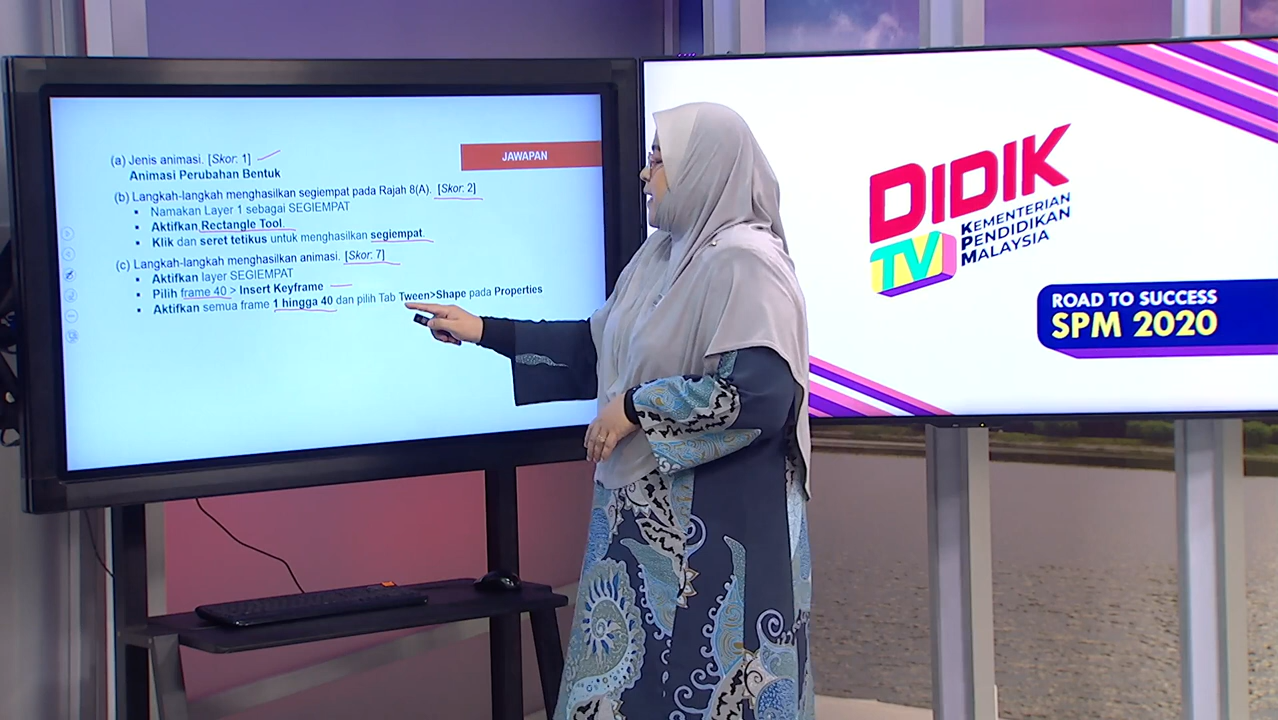 (a) Jenis animasi. [Skor: 1]
Animasi Perubahan Bentuk
JAWAPAN
(b) Langkah-langkah menghasilkan segiempat pada Rajah 8(A). [Skor: 2]
▪ Namakan Layer 1 sebagai SEGIEMPAT
▪ Aktifkan Rectangle Tool.
▪ Klik dan seret tetikus untuk menghasilkan segiempat.
(c) Langkah-langkah menghasilkan animasi. [Skor: 7]
▪ Aktifkan layer SEGIEMPAT
▪ Pilih frame 40 > Insert Keyframe
▪ Aktifkan semua frame 1 hingga 40 dan pilih Tab Tween>Shape pada Properties
DIDIK
TV
KEMENTERIAN
PENDIDIKAN
MALAYSIA
ROAD TO SUCCESS
SPM 2020